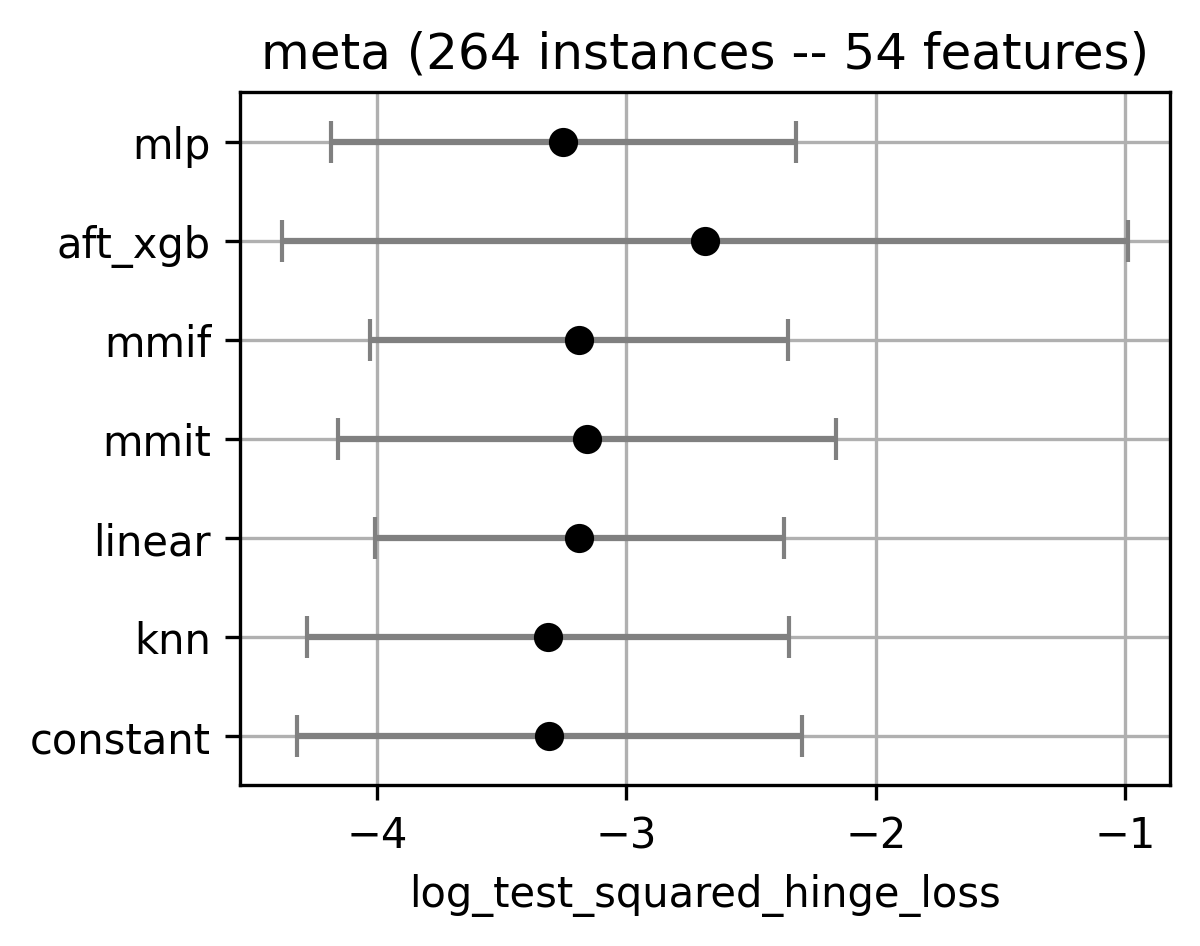 meta (264 instances -- 54 features)
mlp
aft_xgb
mmif
mmit
linear
knn
constant
−4 −3 −2 −1
log_test_squared_hinge_loss